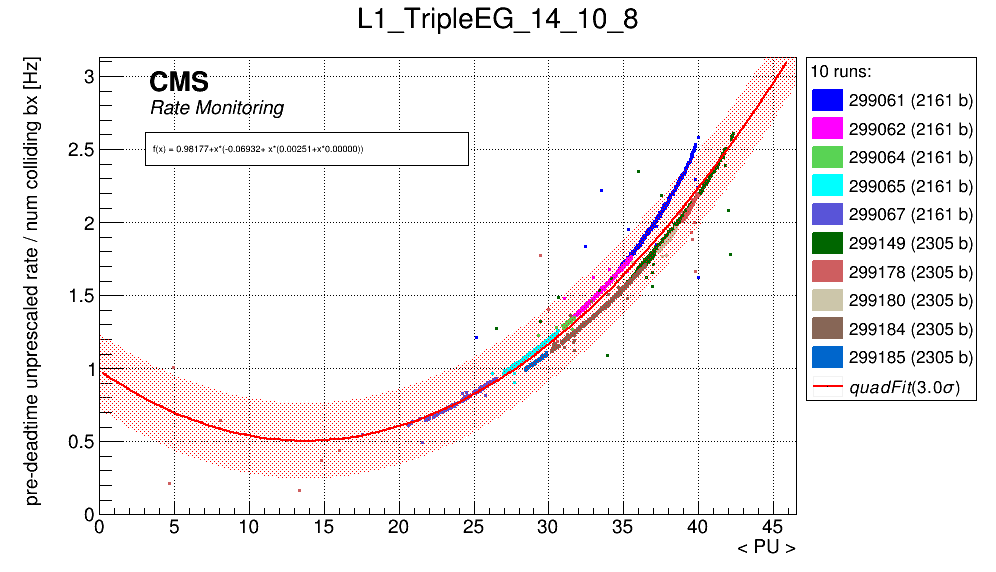 L1_TripleEG_14_10_8
pre-deadtime unprescaled rate / num colliding bx [Hz]
CMS
Rate Monitoring
f(x) = 0.98177+x*(-0.06932+ x*(0.00251+x*0.00000))
3
2.5
2
1.5
1
0.5
0
0 5 10 15 20 25 30 35 40 45
< PU >
10 runs:
299061 (2161 b)
299062 (2161 b)
299064 (2161 b)
299065 (2161 b)
299067 (2161 b)
299149 (2305 b)
299178 (2305 b)
299180 (2305 b)
299184 (2305 b)
299185 (2305 b)
quadFit(3.0σ)